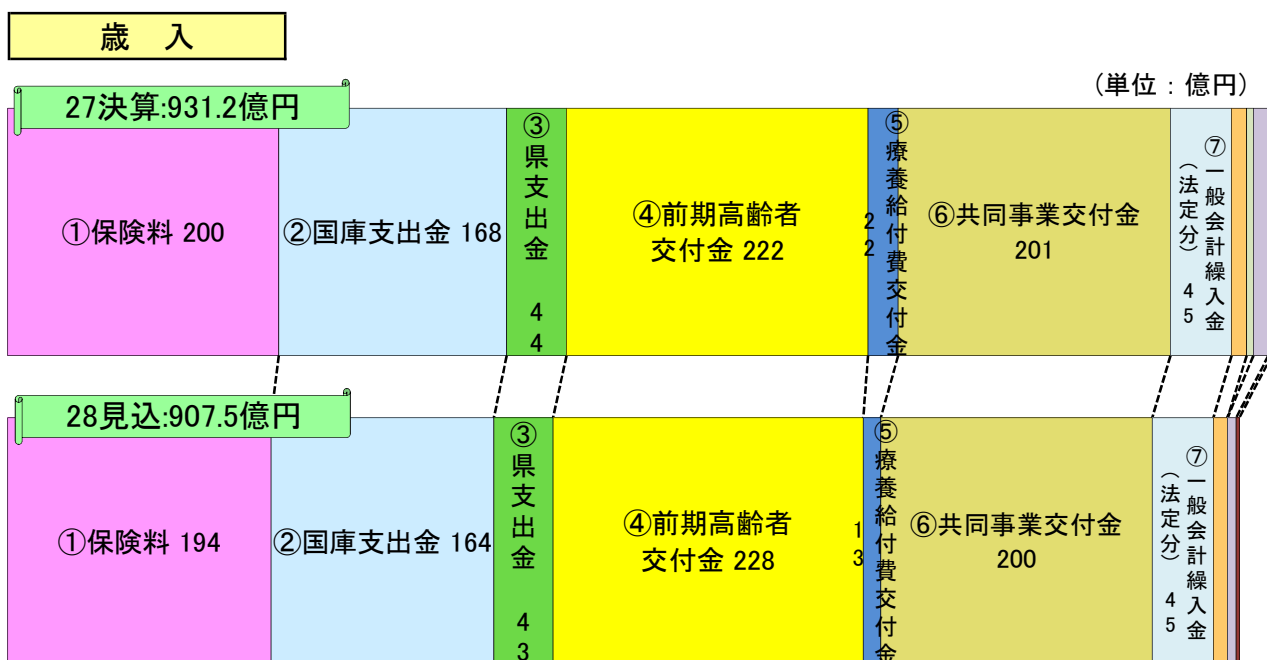 歳　入
（単位：億円）
27決算:931.2億円
①保険料 200
②国庫支出金 168
③県支出金 44
④前期高齢者
交付金 222
⑤療養給付費交付金
22
⑥共同事業交付金
201
⑦一般会計繰入金
（法定分） 45
28見込:907.5億円
①保険料 194
②国庫支出金 164
③県支出金 43
④前期高齢者
交付金 228
⑤療養給付費交付金
13
⑥共同事業交付金
200
⑦一般会計繰入金
（法定分） 45